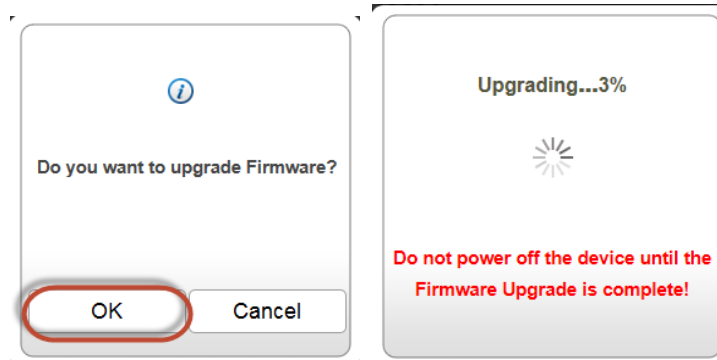 Do you want to upgrade Firmware?
OK
Cancel
Upgrading...3%
Do not power off the device until the
Firmware Upgrade is complete!